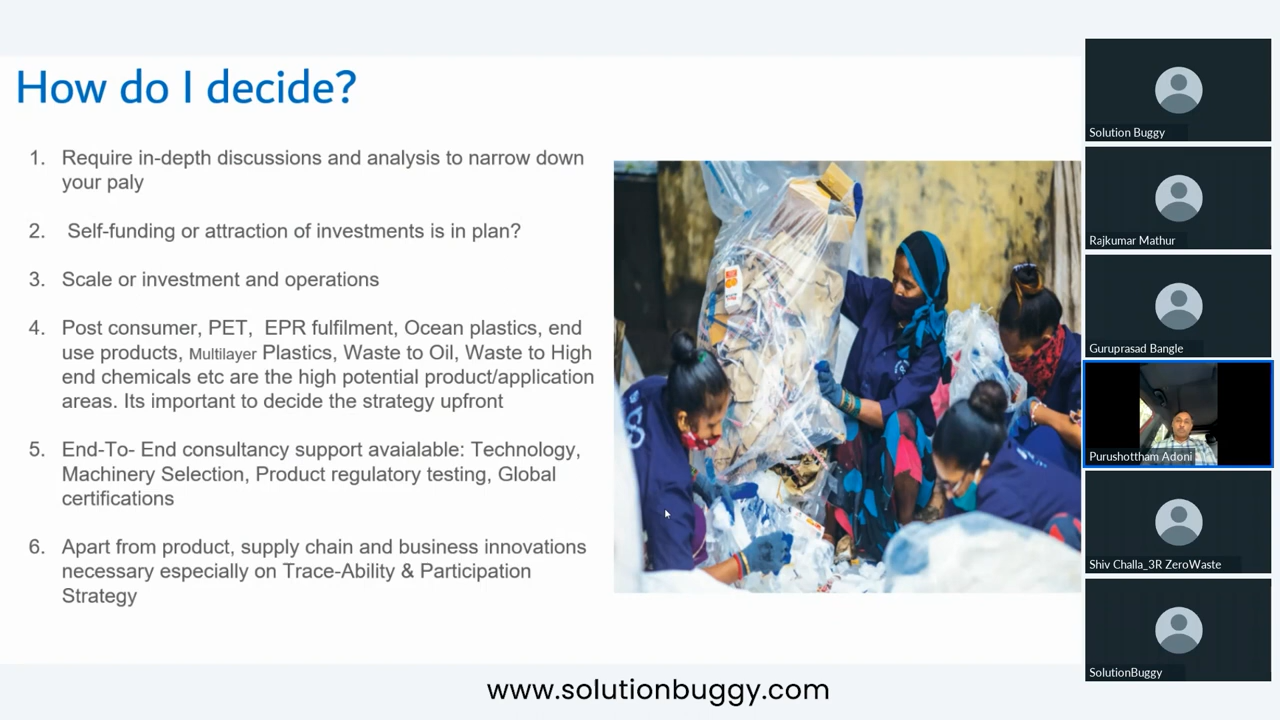 How do I decide?
1. Require in-depth discussions and analysis to narrow down
your paly
2. Self-funding or attraction of investments is in plan?
3. Scale or investment and operations
4. Post consumer, PET, EPR fulfilment, Ocean plastics, end
use products, Multilayer Plastics, Waste to Oil, Waste to High
end chemicals etc are the high potential product/application
areas. Its important to decide the strategy upfront
5. End-To- End consultancy support avaialable: Technology,
Machinery Selection, Product regulatory testing, Global
certifications
6. Apart from product, supply chain and business innovations
necessary especially on Trace-Ability & Participation
Strategy
www.solutionbuggy.com
Solution Buggy
Rajkumar Mathur
Guruprasad Bangle
Purushottham Adoni
Shiv Challa_3R ZeroWaste
SolutionBuggy